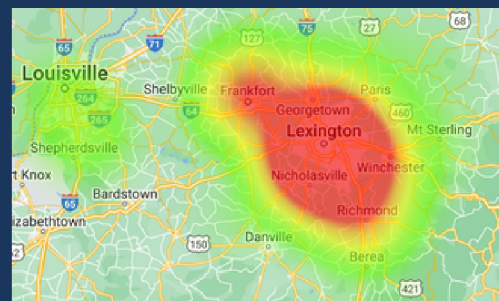 75
127
27
68
65
71
Louisville
Shelbyville
Frankfort
Paris
264
64
Georgetown
460
265
Lexington
Mt Sterling
Shepherdsville
Winchester
rt Knox
Nicholasville
Bardstown
65
Richmond
izabethtown
150
Danville
62
Berea
421